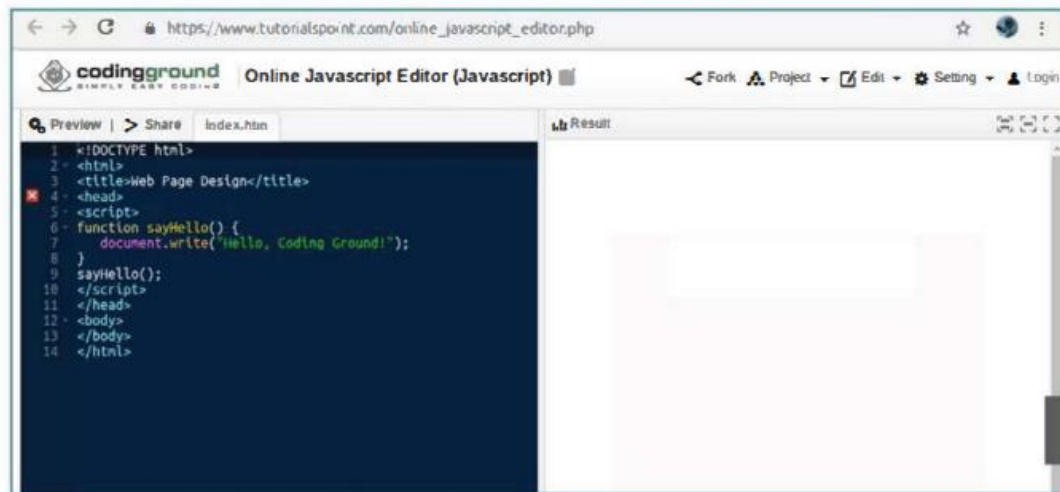 https://www.tutorialspoint.com/online_javascript_editor.php
codingground
SIMPLY EASY CODING
Online Javascript Editor (Javascript)
Fork Project Edit Setting Login
Preview | Share index.htm
Result
1 <!DOCTYPE html>
2 <html>
3 <title>Web Page Design</title>
4 <head>
5 <script>
6 function sayHello() {
7 document.write("Hello, Coding Ground!");
8 }
9 sayHello();
10 </script>
11 </head>
12 <body>
13 </body>
14 </html>